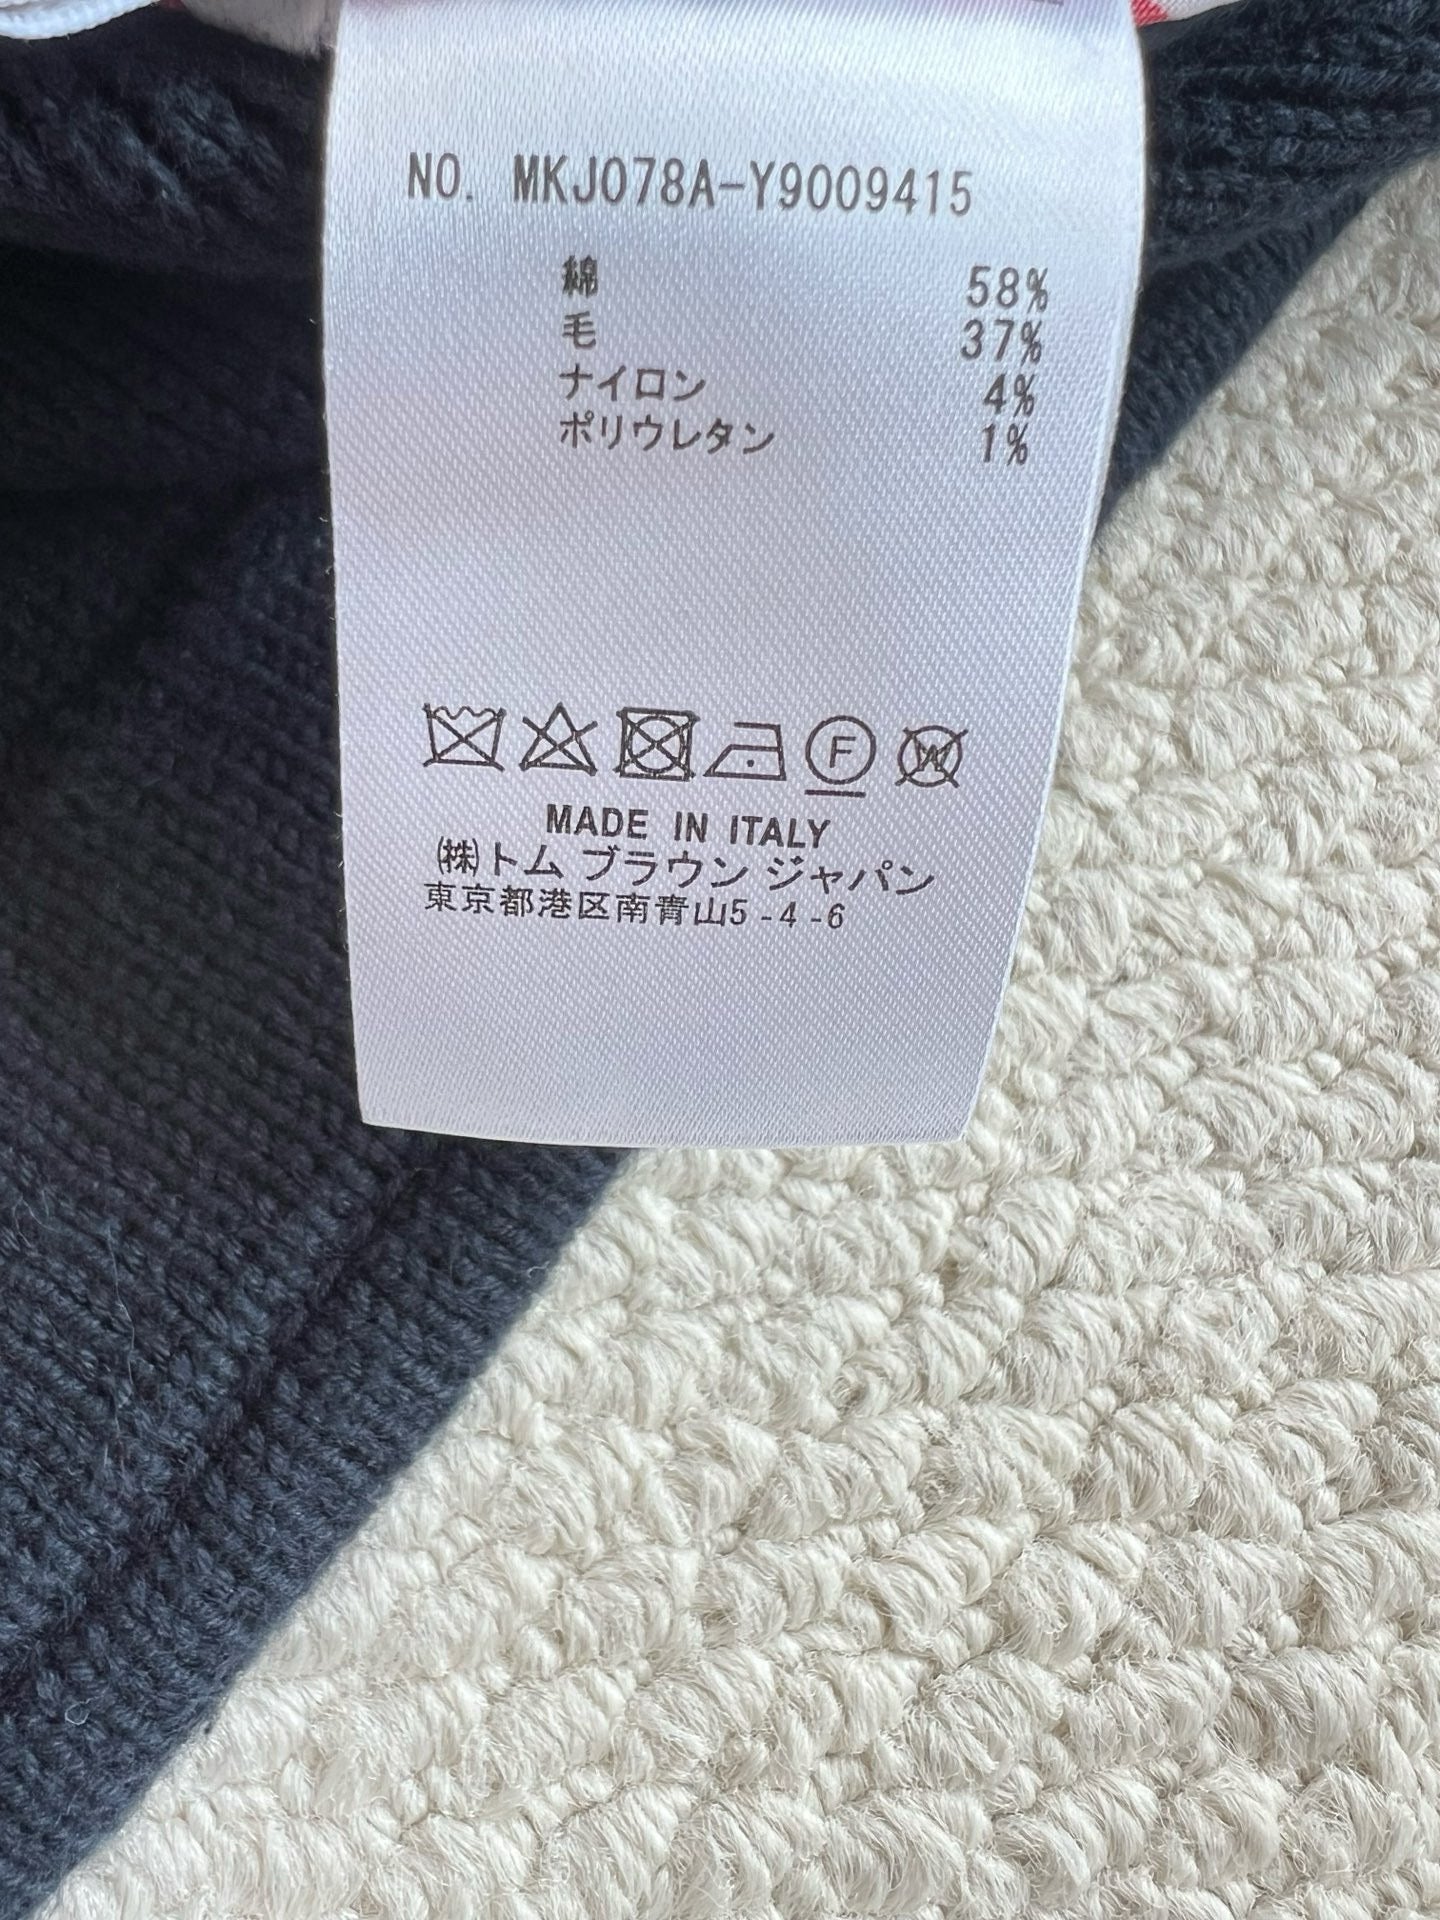 NO. MKJ078A-Y9009415
綿 58%
毛 37%
ナイロン 4%
ポリウレタン 1%
F W
MADE IN ITALY
㈱トム ブラウン ジャパン
東京都港区南青山5-4-6